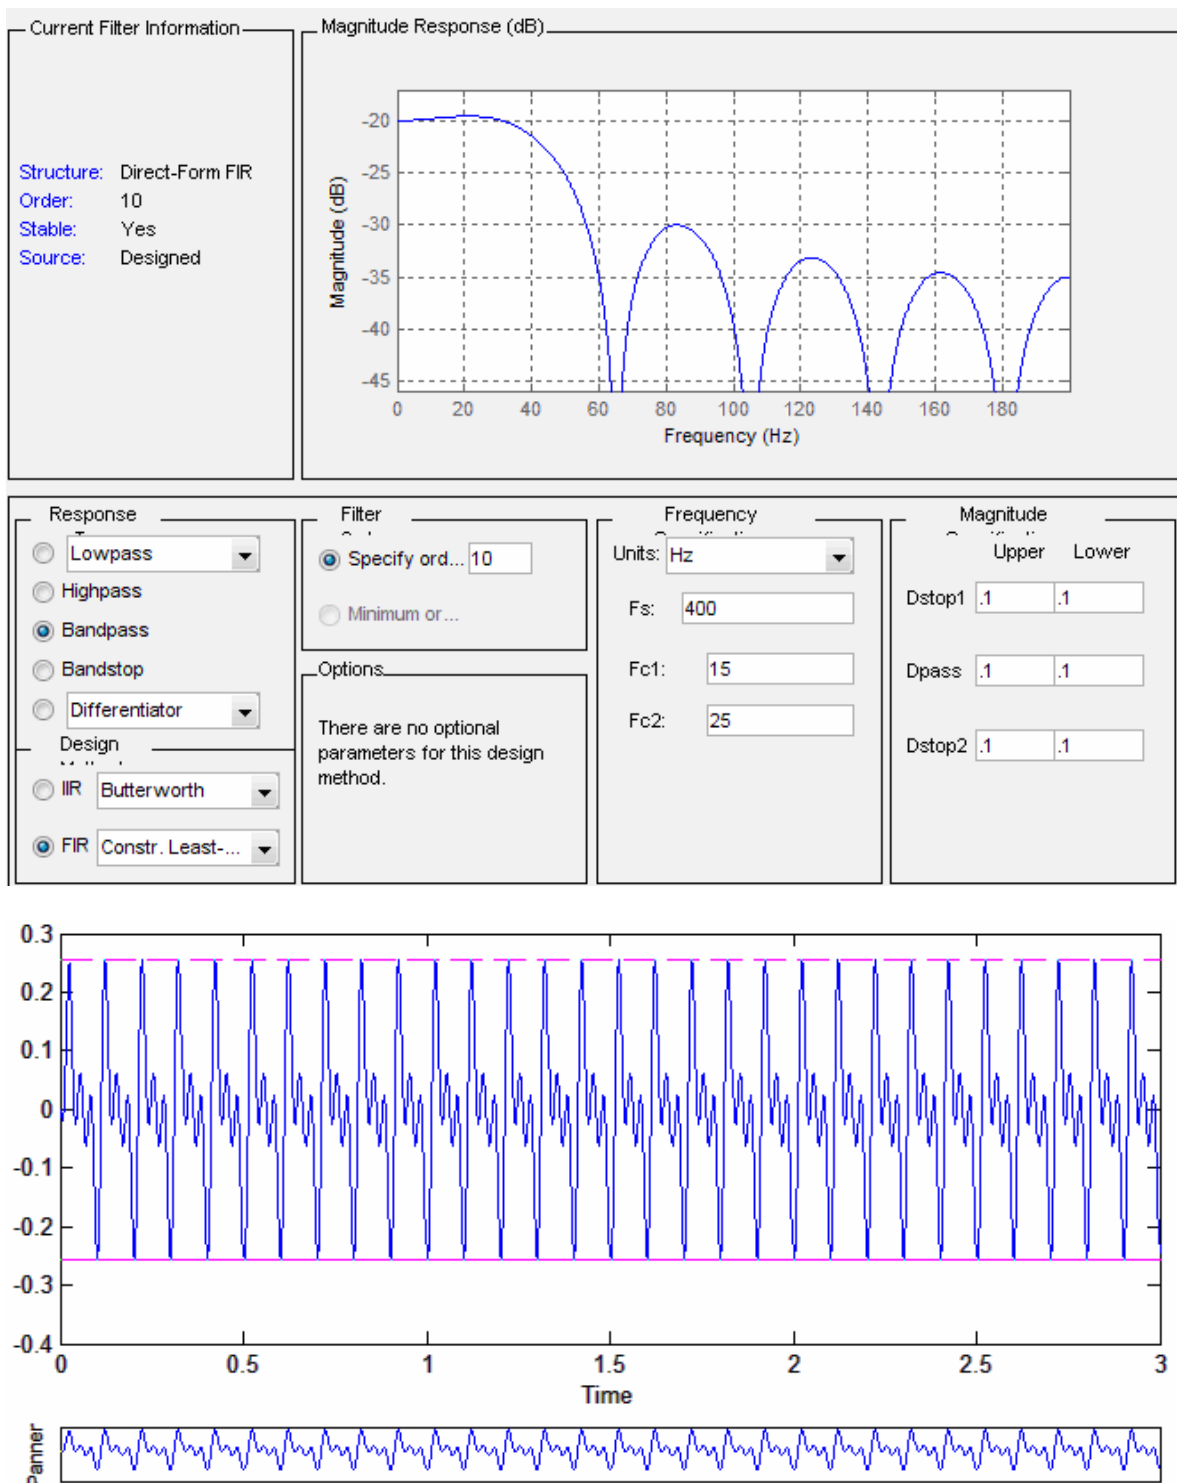 Current Filter Information
Structure: Direct-Form FIR
Order: 10
Stable: Yes
Source: Designed
Magnitude Response (dB)
-20
-25
-30
-35
-40
-45
Magnitude (dB)
0 20 40 60 80 100 120 140 160 180
Frequency (Hz)
Response
Lowpass
Highpass
Bandpass
Bandstop
Differentiator
Design
IIR Butterworth
FIR Constr. Least-...
Filter
Specify ord... 10
Minimum or...
Options
There are no optional
parameters for this design
method.
Frequency
Units: Hz
Fs: 400
Fc1: 15
Fc2: 25
Magnitude
Upper Lower
Dstop1 .1 .1
Dpass .1 .1
Dstop2 .1 .1
0.3
0.2
0.1
0
-0.1
-0.2
-0.3
-0.4
0 0.5 1 1.5 2 2.5 3
Time
Panner